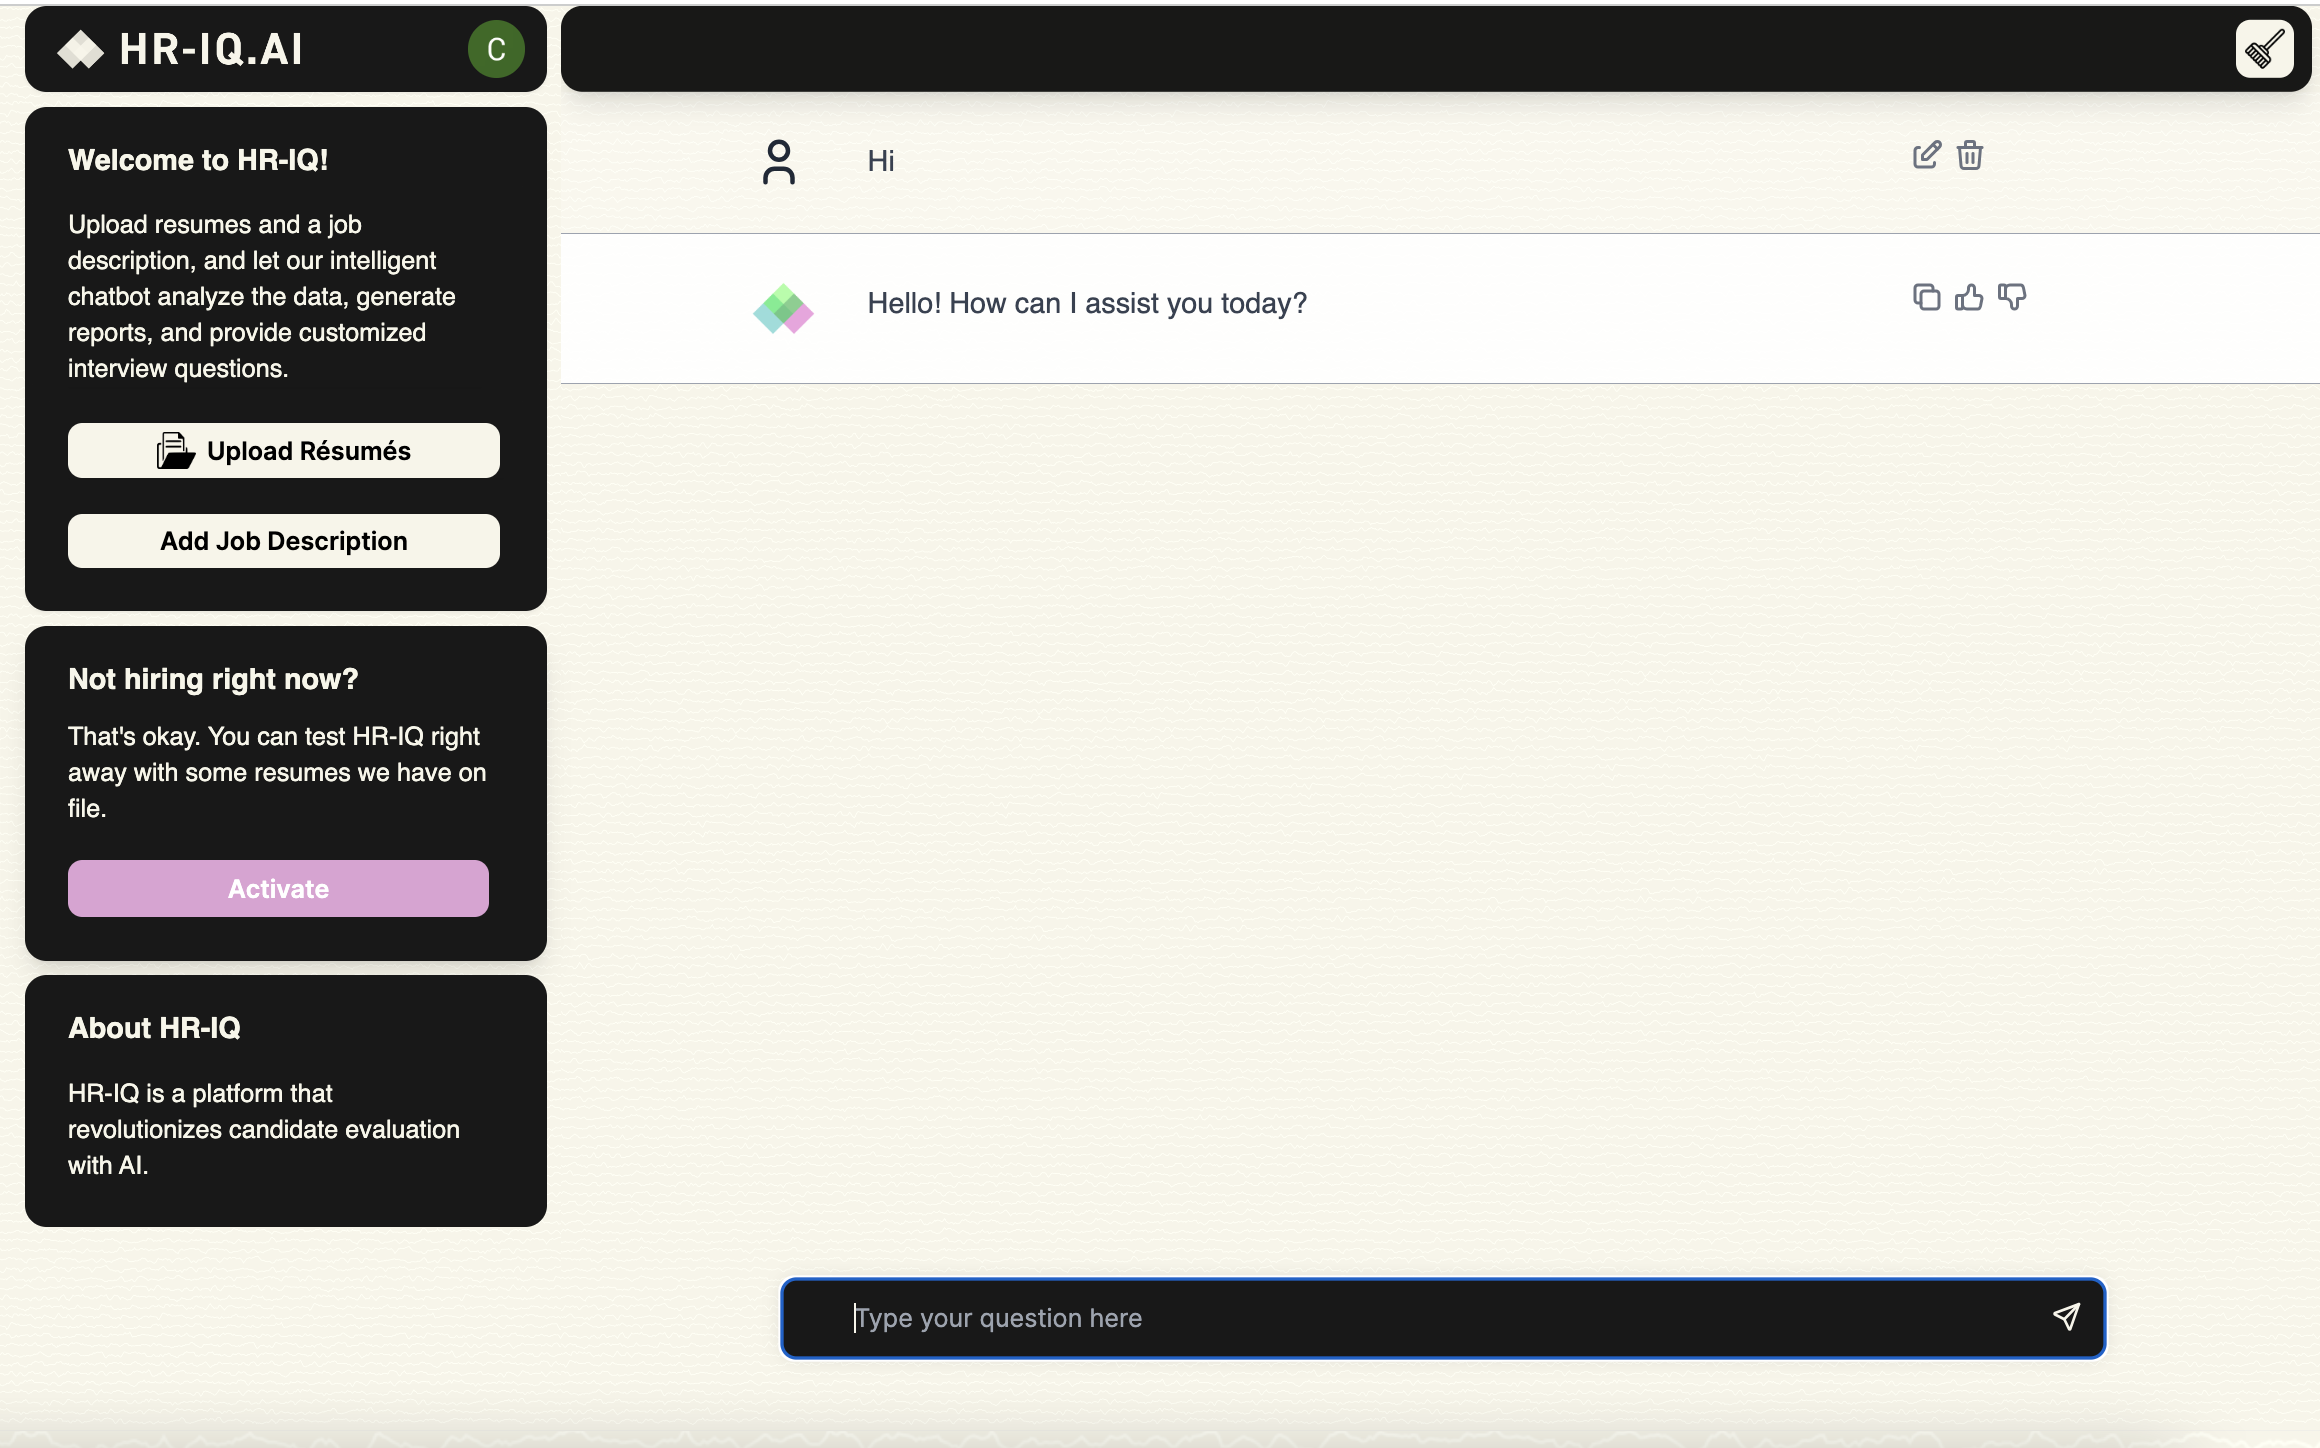 HR-IQ.AI
C
Welcome to HR-IQ!
Upload resumes and a job
description, and let our intelligent
chatbot analyze the data, generate
reports, and provide customized
interview questions.
Upload Résumés
Add Job Description
Not hiring right now?
That's okay. You can test HR-IQ right
away with some resumes we have on
file.
Activate
About HR-IQ
HR-IQ is a platform that
revolutionizes candidate evaluation
with AI.
Hi
Hello! How can I assist you today?
Type your question here